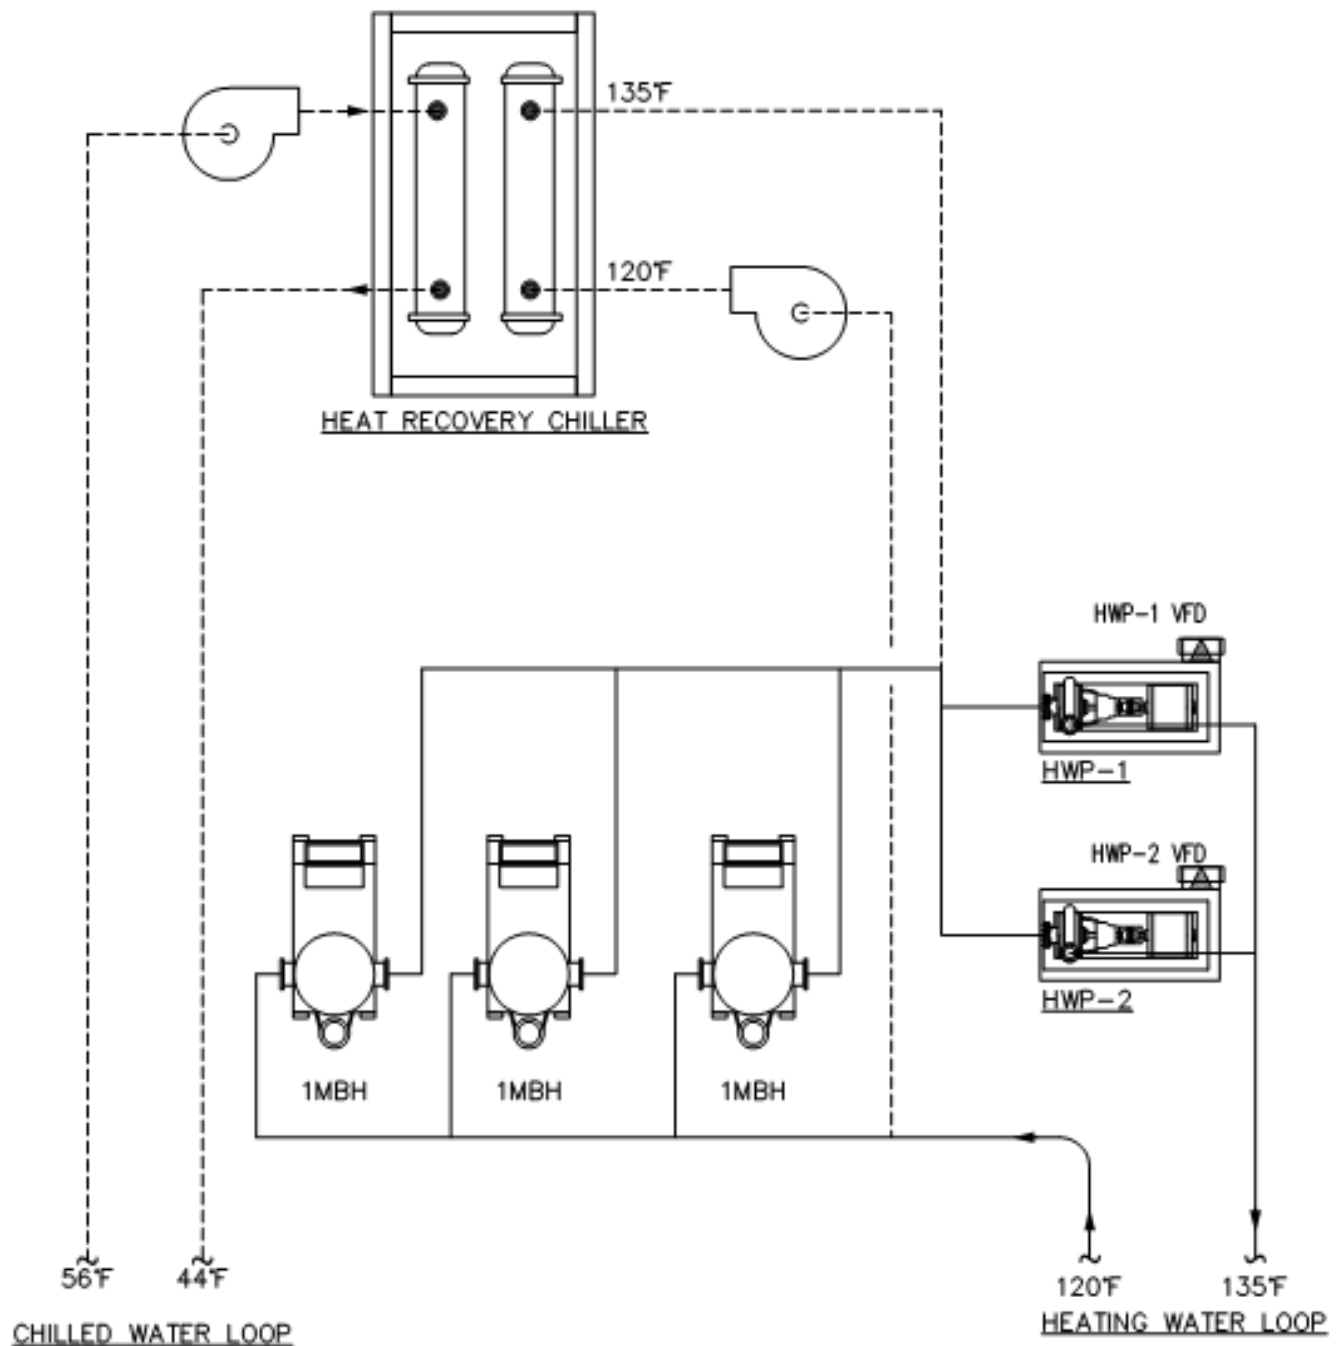 135°F
120°F
HEAT RECOVERY CHILLER
HWP-1 VFD
HWP-1
HWP-2 VFD
HWP-2
1MBH 1MBH 1MBH
56°F 44°F 120°F 135°F
CHILLED WATER LOOP HEATING WATER LOOP